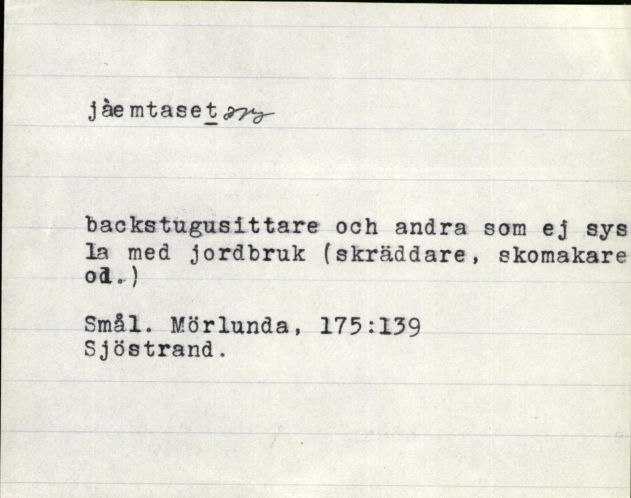 jàemtaset
backstugusittare och andra som ej sys
la med jordbruk (skräddare, skomakare
od.)
Smål. Mörlunda, 175:139
Sjöstrand.